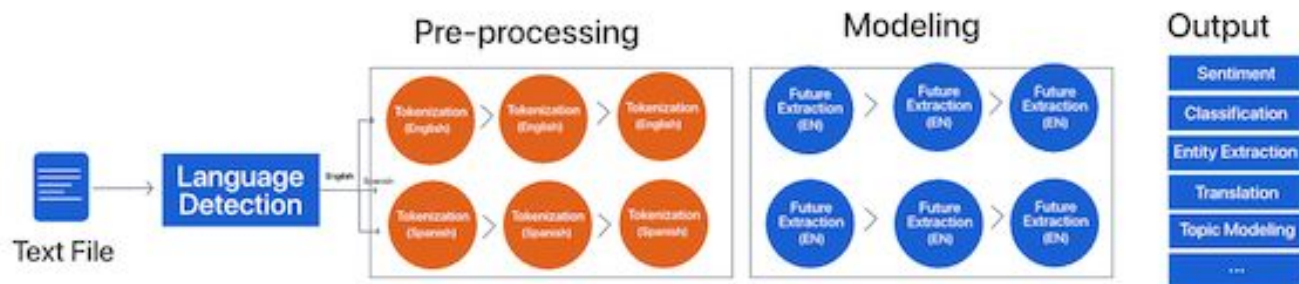 Pre-processing
Modeling
Output
Text File
Language
Detection
English
Spanish
Tokenization
(English)
Tokenization
(English)
Tokenization
(English)
Tokenization
(Spanish)
Tokenization
(Spanish)
Tokenization
(Spanish)
Future
Extraction
(EN)
Future
Extraction
(EN)
Future
Extraction
(EN)
Future
Extraction
(EN)
Future
Extraction
(EN)
Future
Extraction
(EN)
Sentiment
Classification
Entity Extraction
Translation
Topic Modeling
...